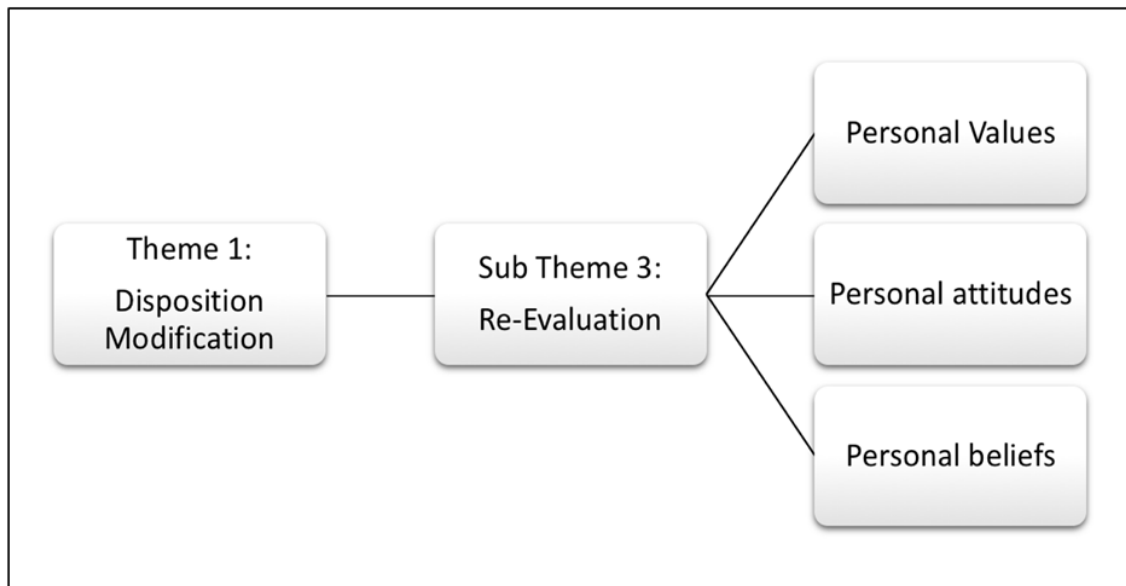 Theme 1:
Disposition
Modification
Sub Theme 3:
Re-Evaluation
Personal Values
Personal attitudes
Personal beliefs